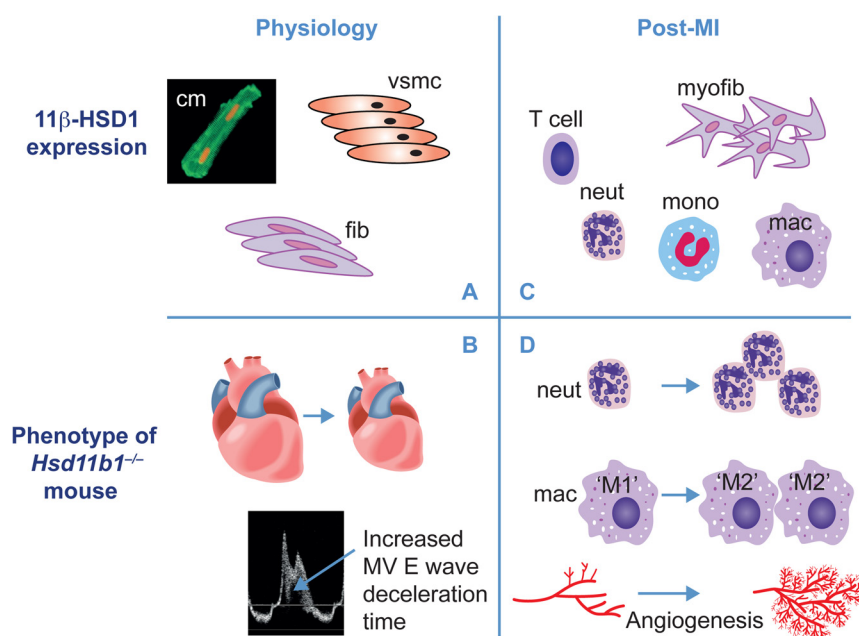 Physiology
Post-MI
11β-HSD1
expression
cm
vsmc
fib
A
T cell
myofib
neut
mono
mac
C
Phenotype of
Hsd11b1–/–
mouse
B
Increased
MV E wave
deceleration
time
D
neut
mac
‘M1’
‘M2’
‘M2’
Angiogenesis